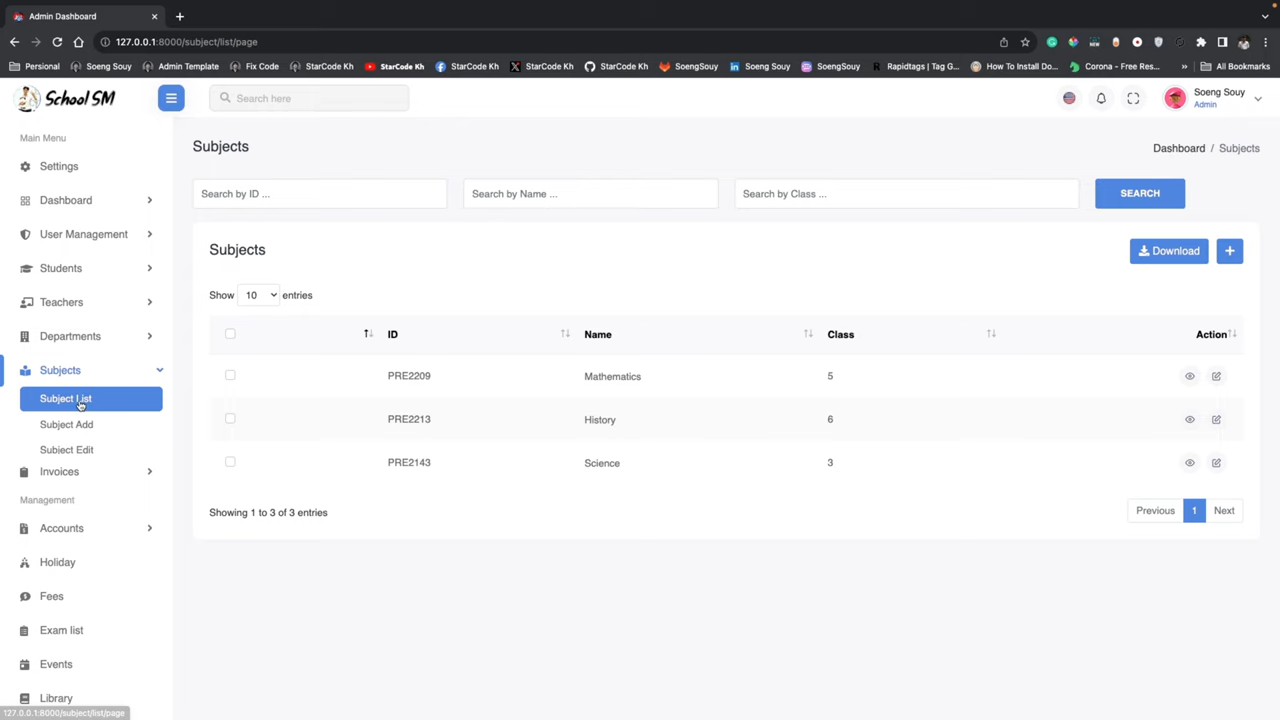 Admin Dashboard
127.0.0.1:8000/subject/list/page
Personal Soeng Souy Admin Template Fix Code StarCode Kh StarCode Kh StarCode Kh StarCode Kh StarCode Kh SoengSouy Soeng Souy SoengSouy Rapidtags | Tag G... How To Install Do... Corona - Free Res... » All Bookmarks
School SM
Search here
Soeng Souy
Admin
Main Menu
Settings
Dashboard
User Management
Students
Teachers
Departments
Subjects
Subject List
Subject Add
Subject Edit
Invoices
Management
Accounts
Holiday
Fees
Exam list
Events
Library
127.0.0.1:8000/subject/list/page
Subjects
Dashboard / Subjects
Search by ID ... Search by Name ... Search by Class ... SEARCH
Subjects
Download +
Show 10 entries
ID Name Class Action
PRE2209 Mathematics 5
PRE2213 History 6
PRE2143 Science 3
Showing 1 to 3 of 3 entries
Previous 1 Next